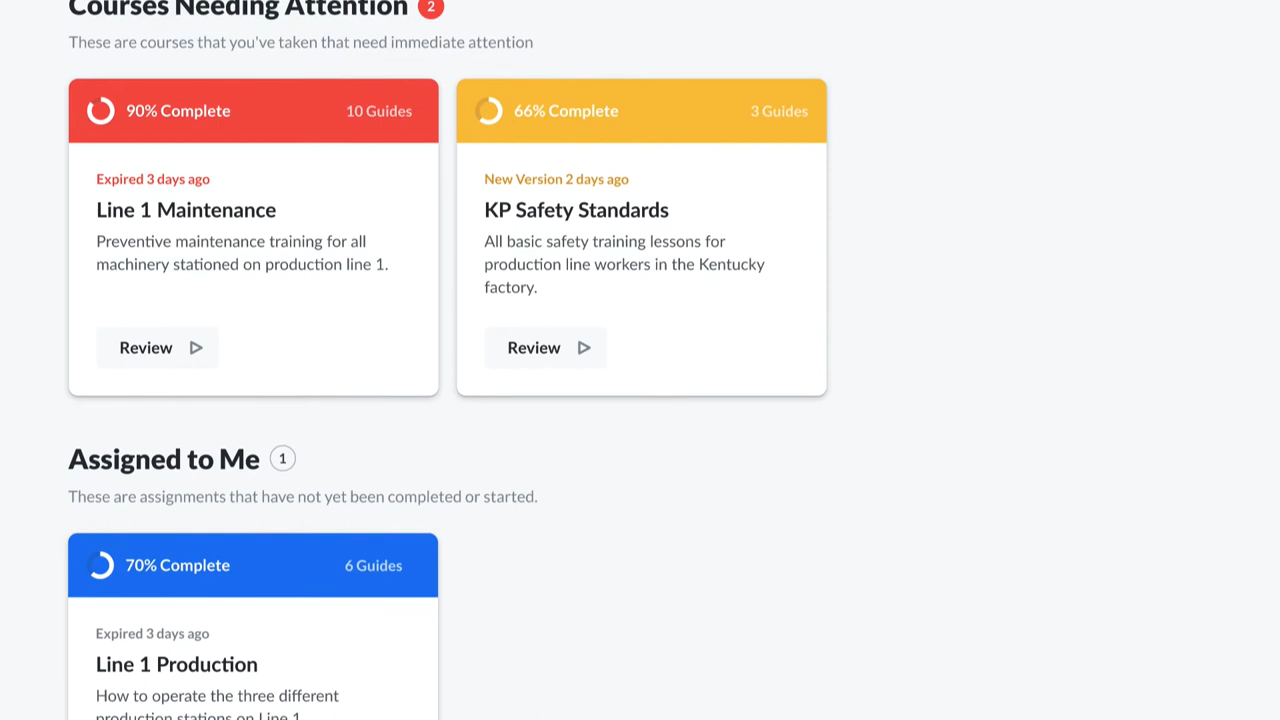 Courses Needing Attention 2
These are courses that you've taken that need immediate attention
90% Complete 10 Guides
Expired 3 days ago
Line 1 Maintenance
Preventive maintenance training for all
machinery stationed on production line 1.
Review
66% Complete 3 Guides
New Version 2 days ago
KP Safety Standards
All basic safety training lessons for
production line workers in the Kentucky
factory.
Review
Assigned to Me 1
These are assignments that have not yet been completed or started.
70% Complete 6 Guides
Expired 3 days ago
Line 1 Production
How to operate the three different
production stations on Line 1